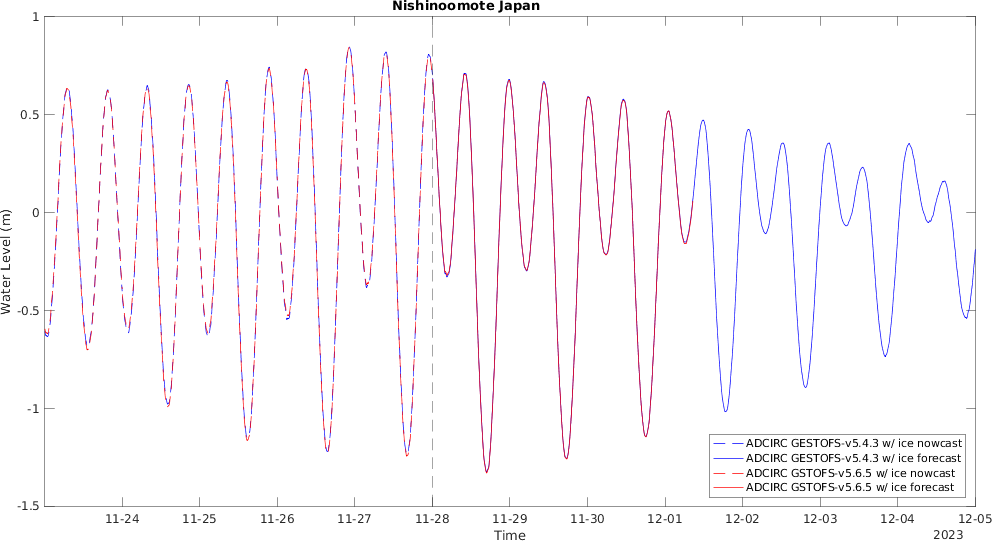 Nishinoomote Japan
1
0.5
0
-0.5
-1
-1.5
Water Level (m)
ADCIRC GESTOFS-v5.4.3 w/ ice nowcast
ADCIRC GESTOFS-v5.4.3 w/ ice forecast
ADCIRC GSTOFS-v5.6.5 w/ ice nowcast
ADCIRC GSTOFS-v5.6.5 w/ ice forecast
11-24 11-25 11-26 11-27 11-28 11-29 11-30 12-01 12-02 12-03 12-04 12-05
Time
2023